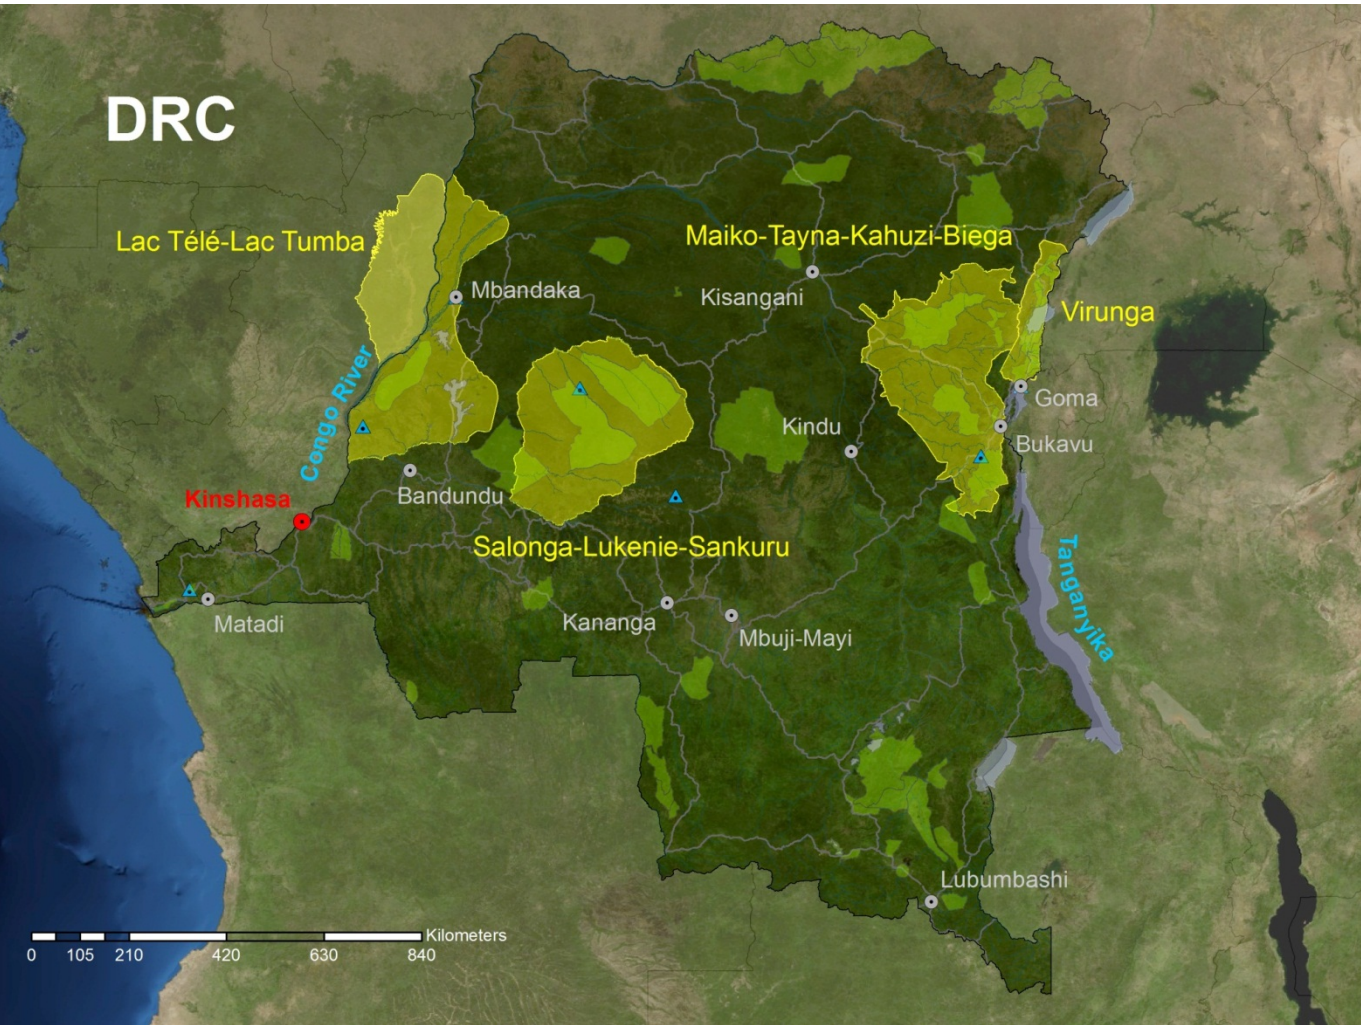 DRC
Lac Télé-Lac Tumba
Maiko-Tayna-Kahuzi-Biega
Mbandaka
Kisangani
Virunga
Congo River
Goma
Kindu
Bukavu
Bandundu
Kinshasa
Salonga-Lukenie-Sankuru
Tanganyika
Matadi
Kananga
Mbuji-Mayi
Lubumbashi
Kilometers
0 105 210 420 630 840